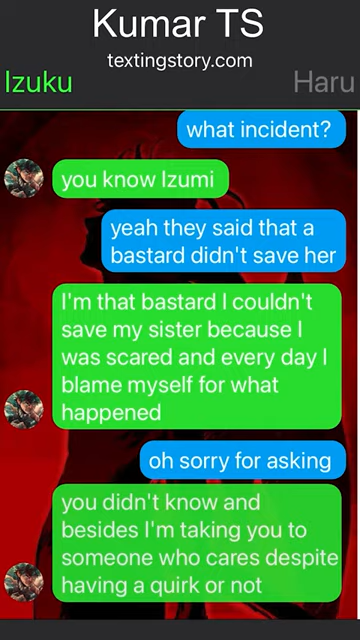 Kumar TS
textingstory.com
Izuku
Haru
what incident?
you know Izumi
yeah they said that a
bastard didn't save her
I'm that bastard I couldn't
save my sister because I
was scared and every day I
blame myself for what
happened
oh sorry for asking
you didn't know and
besides I'm taking you to
someone who cares despite
having a quirk or not